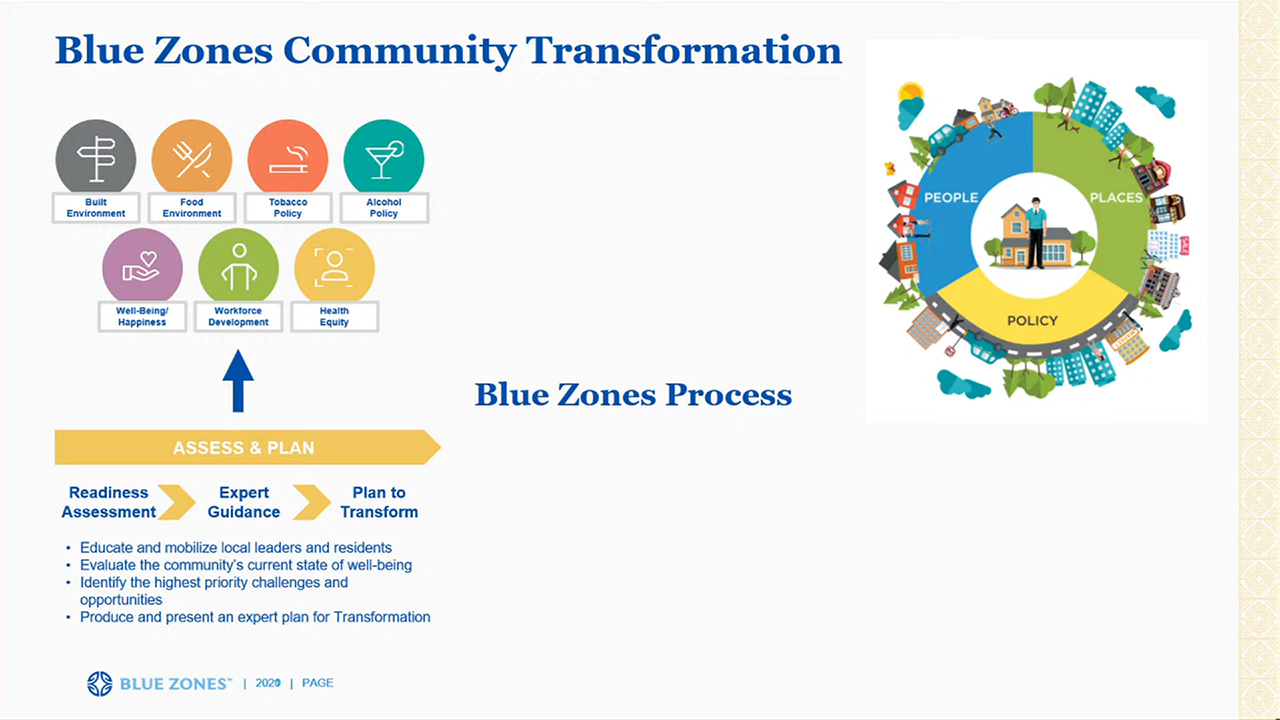 Blue Zones Community Transformation
Built
Environment
Food
Environment
Tobacco
Policy
Alcohol
Policy
Well-Being/
Happiness
Workforce
Development
Health
Equity
PEOPLE
PLACES
POLICY
Blue Zones Process
ASSESS & PLAN
Readiness
Assessment
Expert
Guidance
Plan to
Transform
• Educate and mobilize local leaders and residents
• Evaluate the community's current state of well-being
• Identify the highest priority challenges and
opportunities
• Produce and present an expert plan for Transformation
BLUE ZONES™ | | PAGE